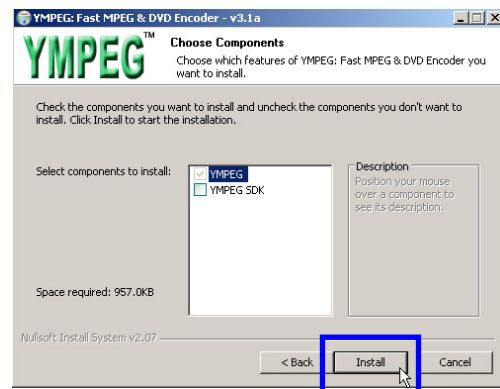 YMPEG: Fast MPEG & DVD Encoder - v3.1a
YMPEG™
Choose Components
Choose which features of YMPEG: Fast MPEG & DVD Encoder you
want to install.
Check the components you want to install and uncheck the components you don't want to
install. Click Install to start the installation.
Select components to install:
YMPEG
YMPEG SDK
Description
Position your mouse
over a component to
see its description.
Space required: 957.0KB
Nullsoft Install System v2.07
< Back
Install
Cancel